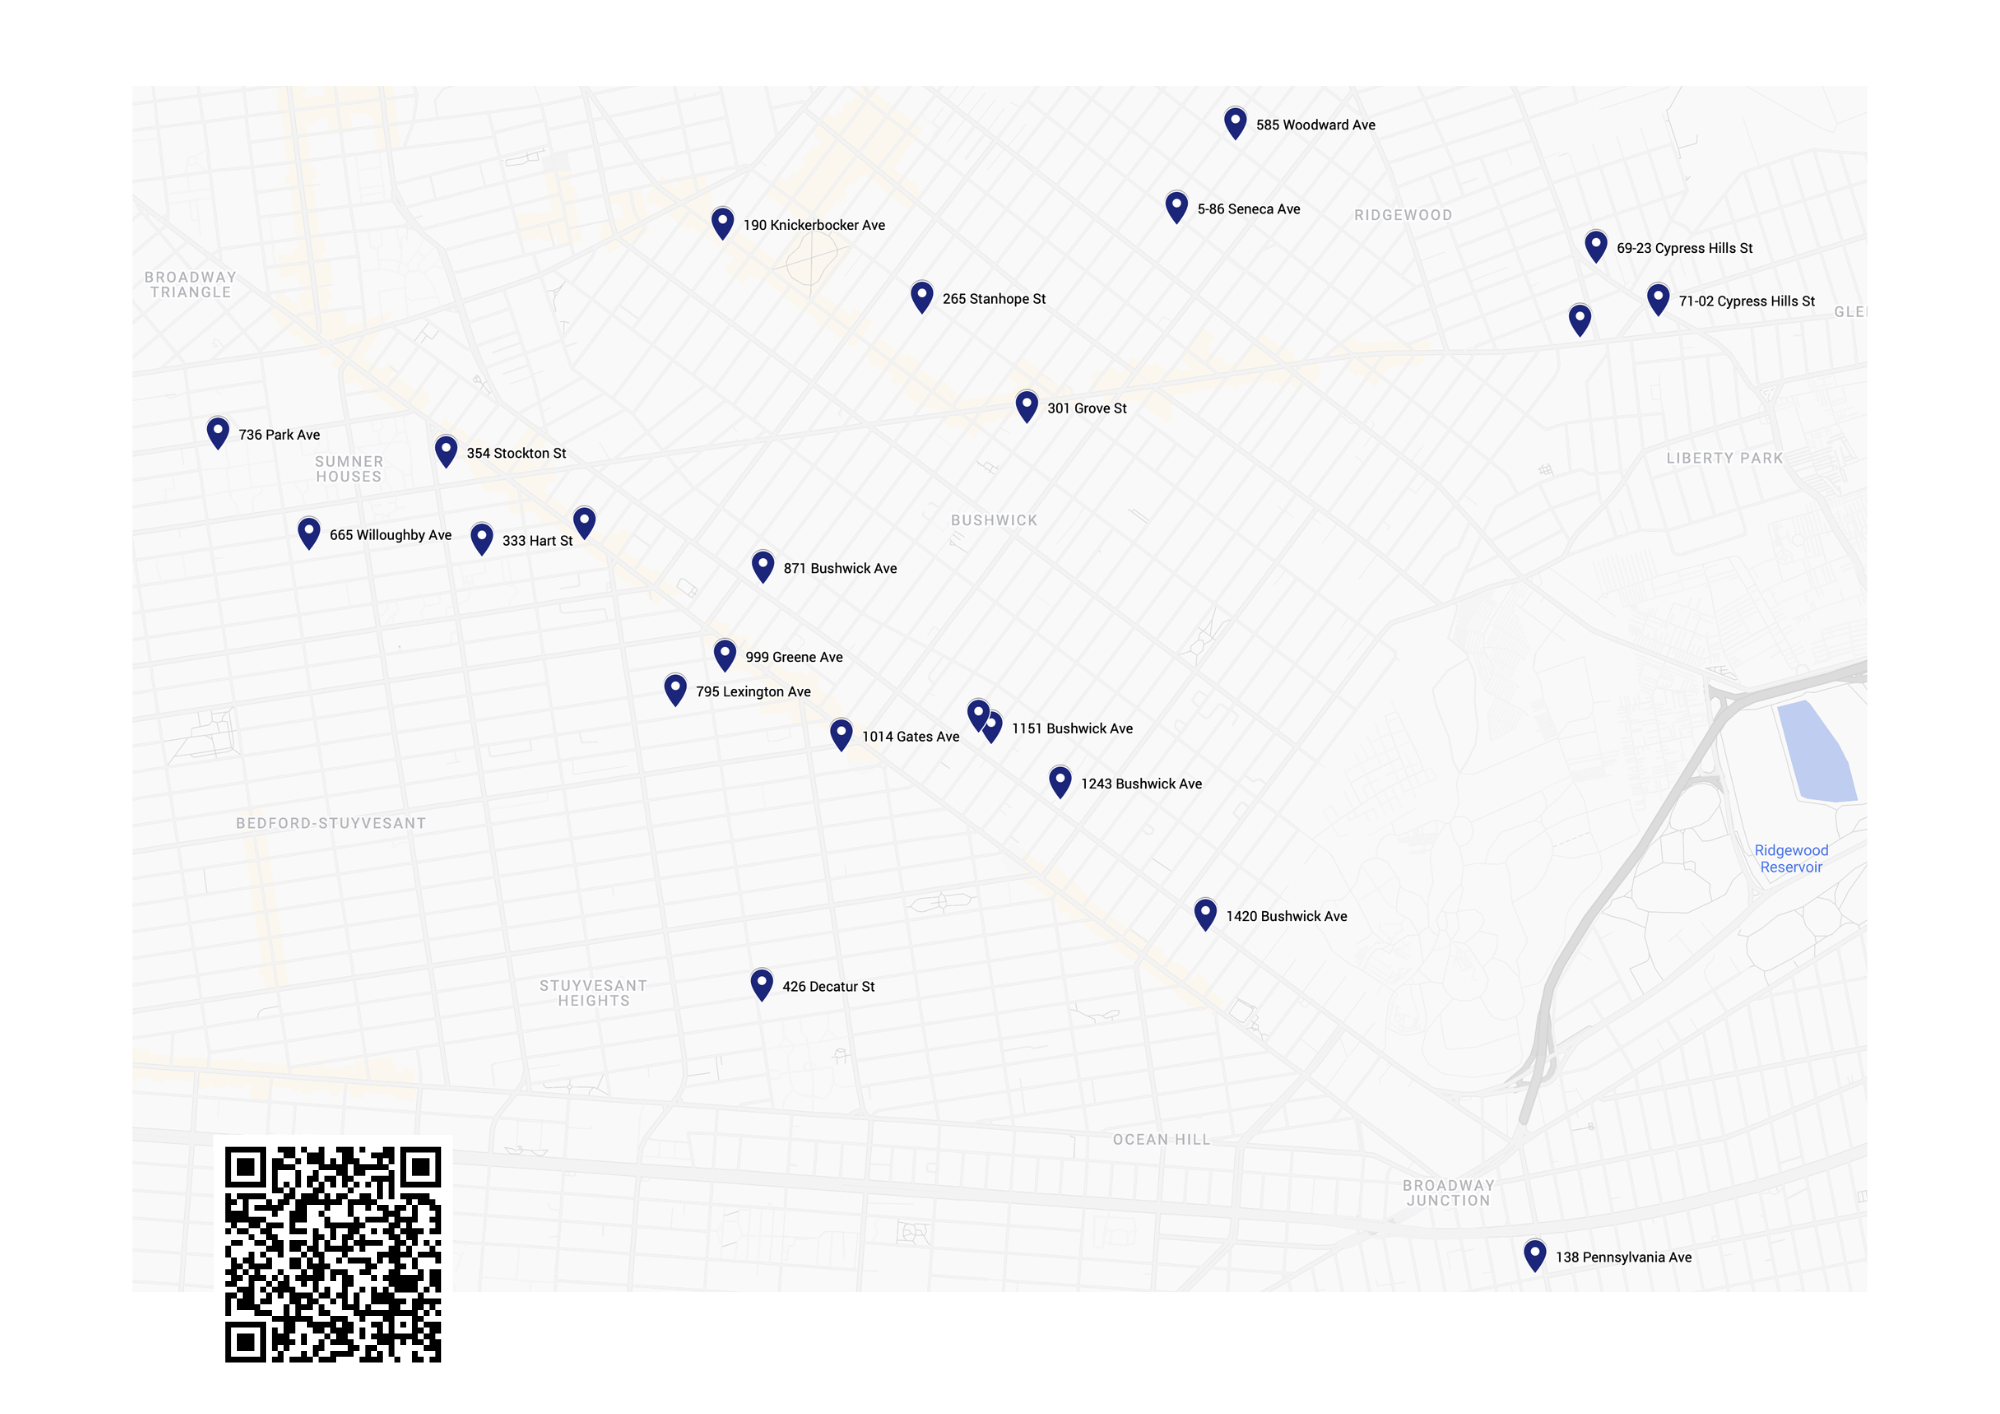 585 Woodward Ave
5-86 Seneca Ave
RIDGEWOOD
190 Knickerbocker Ave
69-23 Cypress Hills St
BROADWAY
TRIANGLE
265 Stanhope St
71-02 Cypress Hills St
GLE
301 Grove St
736 Park Ave
354 Stockton St
SUMNER
HOUSES
LIBERTY PARK
BUSHWICK
665 Willoughby Ave
333 Hart St
871 Bushwick Ave
999 Greene Ave
795 Lexington Ave
1014 Gates Ave
1151 Bushwick Ave
1243 Bushwick Ave
BEDFORD-STUYVESANT
Ridgewood
Reservoir
1420 Bushwick Ave
426 Decatur St
STUYVESANT
HEIGHTS
OCEAN HILL
BROADWAY
JUNCTION
138 Pennsylvania Ave